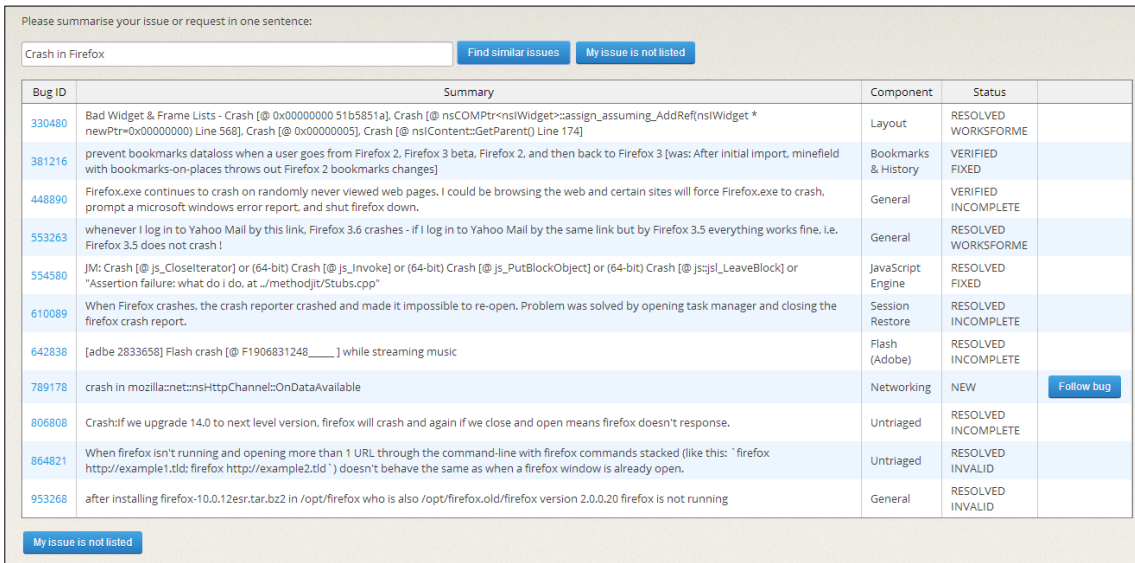 Please summarise your issue or request in one sentence:
Crash in Firefox
Find similar issues
My issue is not listed
Bug ID
Summary
Component
Status
330480
Bad Widget & Frame Lists - Crash [@ 0x00000000 51b5851a], Crash [@ nsCOMPtr<nsIWidget>::assign_assuming_AddRef(nsIWidget *
newPtr=0x00000000) Line 568], Crash [@ 0x00000005], Crash [@ nsIContent::GetParent() Line 174]
Layout
RESOLVED
WORKSFORME
381216
prevent bookmarks dataloss when a user goes from Firefox 2, Firefox 3 beta, Firefox 2, and then back to Firefox 3 [was: After initial import, minefield
with bookmarks-on-places throws out Firefox 2 bookmarks changes]
Bookmarks
& History
VERIFIED
FIXED
448890
Firefox.exe continues to crash on randomly never viewed web pages. I could be browsing the web and certain sites will force Firefox.exe to crash,
prompt a microsoft windows error report, and shut firefox down.
General
VERIFIED
INCOMPLETE
553263
whenever I log in to Yahoo Mail by this link, Firefox 3.6 crashes - if I log in to Yahoo Mail by the same link but by Firefox 3.5 everything works fine, i.e.
Firefox 3.5 does not crash !
General
RESOLVED
WORKSFORME
554580
JM: Crash [@ js_CloseIterator] or (64-bit) Crash [@ js_Invoke] or (64-bit) Crash [@ js_PutBlockObject] or (64-bit) Crash [@ js::jsl_LeaveBlock] or
"Assertion failure: what do i do, at ../methodjit/Stubs.cpp"
JavaScript
Engine
RESOLVED
FIXED
610089
When Firefox crashes, the crash reporter crashed and made it impossible to re-open. Problem was solved by opening task manager and closing the
firefox crash report.
Session
Restore
RESOLVED
INCOMPLETE
642838
[adbe 2833658] Flash crash [@ F1906831248_____ ] while streaming music
Flash
(Adobe)
RESOLVED
INCOMPLETE
789178
crash in mozilla::net::nsHttpChannel::OnDataAvailable
Networking
NEW
Follow bug
806808
Crash:If we upgrade 14.0 to next level version, firefox will crash and again if we close and open means firefox doesn't response.
Untriaged
RESOLVED
INCOMPLETE
864821
When firefox isn't running and opening more than 1 URL through the command-line with firefox commands stacked (like this: `firefox
http://example1.tld; firefox http://example2.tld`) doesn't behave the same as when a firefox window is already open.
Untriaged
RESOLVED
INVALID
953268
after installing firefox-10.0.12esr.tar.bz2 in /opt/firefox who is also /opt/firefox.old/firefox version 2.0.0.20 firefox is not running
General
RESOLVED
INVALID
My issue is not listed